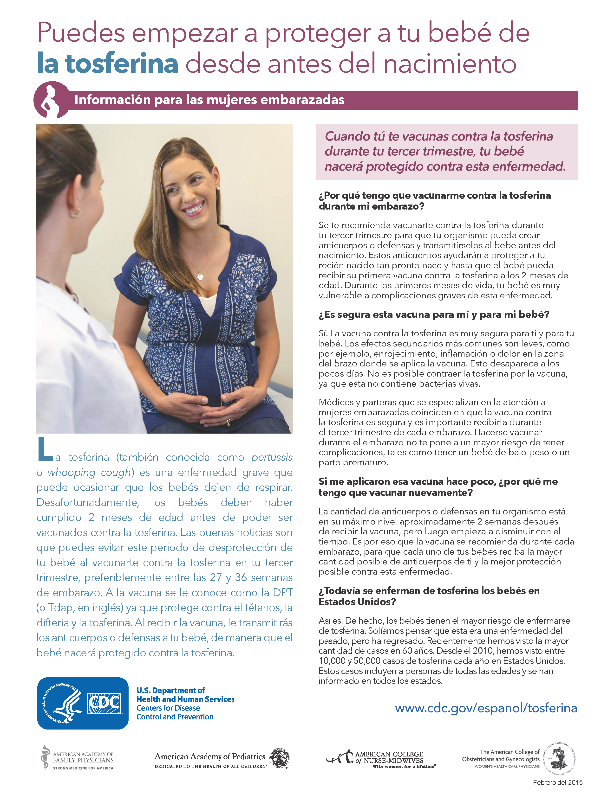 Puedes empezar a proteger a tu bebé de
la tosferina desde antes del nacimiento
Información para las mujeres embarazadas
Cuando tú te vacunas contra la tosferina
durante tu tercer trimestre, tu bebé
nacerá protegido contra esta enfermedad.
¿Por qué tengo que vacunarme contra la tosferina
durante mi embarazo?
Se te recomienda vacunarte contra la tosferina durante
tu tercer trimestre para que tu organismo pueda crear
anticuerpos o defensas y transmitírselos al bebé antes del
nacimiento. Estos anticuerpos ayudarán a proteger a tu
recién nacido tan pronto nace y hasta que el bebé pueda
recibir su primera vacuna contra la tosferina a los 2 meses de
edad. Durante los primeros meses de vida, tu bebé es muy
vulnerable a complicaciones graves de esta enfermedad.
¿Es segura esta vacuna para mí y para mi bebé?
Sí. La vacuna contra la tosferina es muy segura para ti y para tu
bebé. Los efectos secundarios más comunes son leves, como
por ejemplo, enrojecimiento, inflamación o dolor en la zona
del brazo donde se aplica la vacuna. Esto desaparece a los
pocos días. No es posible contraer la tosferina por la vacuna,
ya que esta no contiene bacterias vivas.
Médicos y parteras que se especializan en la atención a
mujeres embarazadas coinciden en que la vacuna contra
la tosferina es segura y es importante recibirla durante
el tercer trimestre de cada embarazo. Hacerse vacunar
durante el embarazo no te pone a un mayor riesgo de tener
complicaciones, tales como tener un bebé de bajo peso o un
parto prematuro.
Si me aplicaron esa vacuna hace poco, ¿por qué me
tengo que vacunar nuevamente?
La cantidad de anticuerpos o defensas en tu organismo está
en su máximo nivel aproximadamente 2 semanas después
de recibir la vacuna, pero luego empieza a disminuir con el
tiempo. Es por eso que la vacuna se recomienda durante cada
embarazo, para que cada uno de tus bebés reciba la mayor
cantidad posible de anticuerpos de ti y la mejor protección
posible contra esta enfermedad.
¿Todavía se enferman de tosferina los bebés en
Estados Unidos?
Así es. De hecho, los bebés tienen el mayor riesgo de enfermarse
de tosferina. Solíamos pensar que esta era una enfermedad del
pasado, pero ha regresado. Recientemente hemos visto la mayor
cantidad de casos en 60 años. Desde el 2010, hemos visto entre
10,000 y 50,000 casos de tosferina cada año en Estados Unidos.
Estos casos incluyen a personas de todas las edades y se han
informado en todos los estados.
www.cdc.gov/espanol/tosferina
La tosferina (también conocida como pertussis
o whooping cough) es una enfermedad grave que
puede ocasionar que los bebés dejen de respirar.
Desafortunadamente, los bebés deben haber
cumplido 2 meses de edad antes de poder ser
vacunados contra la tosferina. Las buenas noticias son
que puedes evitar este periodo de desprotección de
tu bebé al vacunarte contra la tosferina en tu tercer
trimestre, preferiblemente entre las 27 y 36 semanas
de embarazo. A la vacuna se le conoce como la DPT
(o Tdap, en inglés) ya que protege contra el tétanos, la
difteria y la tosferina. Al recibir la vacuna, le transmitirás
los anticuerpos o defensas a tu bebé, de manera que el
bebé nacerá protegido contra la tosferina.
CDC
U.S. Department of
Health and Human Services
Centers for Disease
Control and Prevention
AMERICAN ACADEMY OF
FAMILY PHYSICIANS
STRONG MEDICINE FOR AMERICA
American Academy of Pediatrics
DEDICATED TO THE HEALTH OF ALL CHILDREN
AMERICAN COLLEGE
of NURSE-MIDWIVES
With women, for a lifetime
The American College of
Obstetricians and Gynecologists
WOMEN'S HEALTH CARE PHYSICIANS
Febrero del 2015